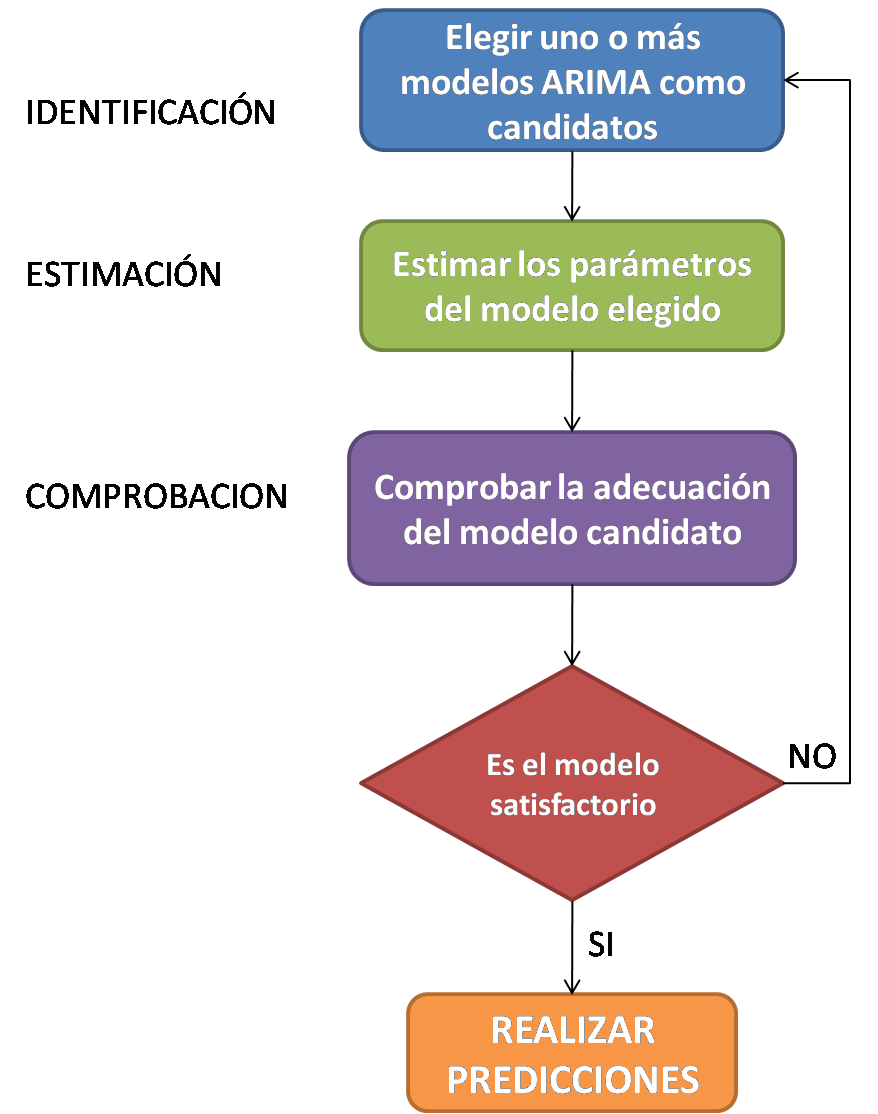 Elegir uno o más
modelos ARIMA como
candidatos
IDENTIFICACIÓN
Estimar los parámetros
del modelo elegido
ESTIMACIÓN
Comprobar la adecuación
del modelo candidato
COMPROBACION
Es el modelo
satisfactorio
NO
SI
REALIZAR
PREDICCIONES